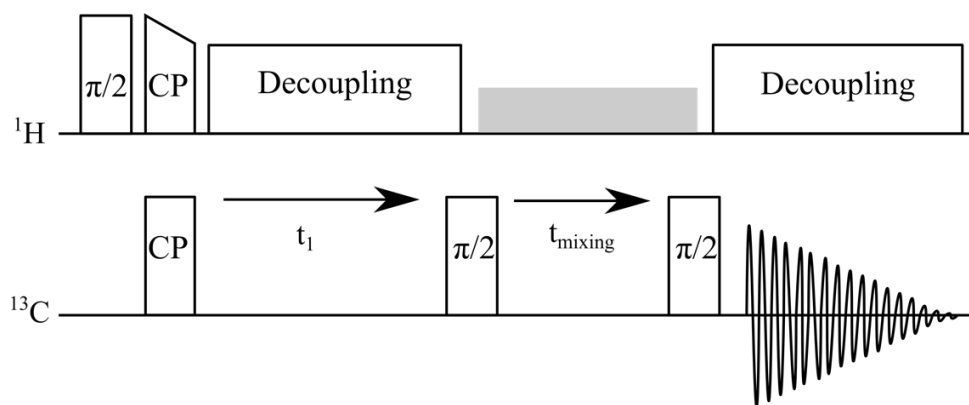 π/2 CP Decoupling Decoupling
¹H
CP t₁ π/2 t_mixing π/2
¹³C